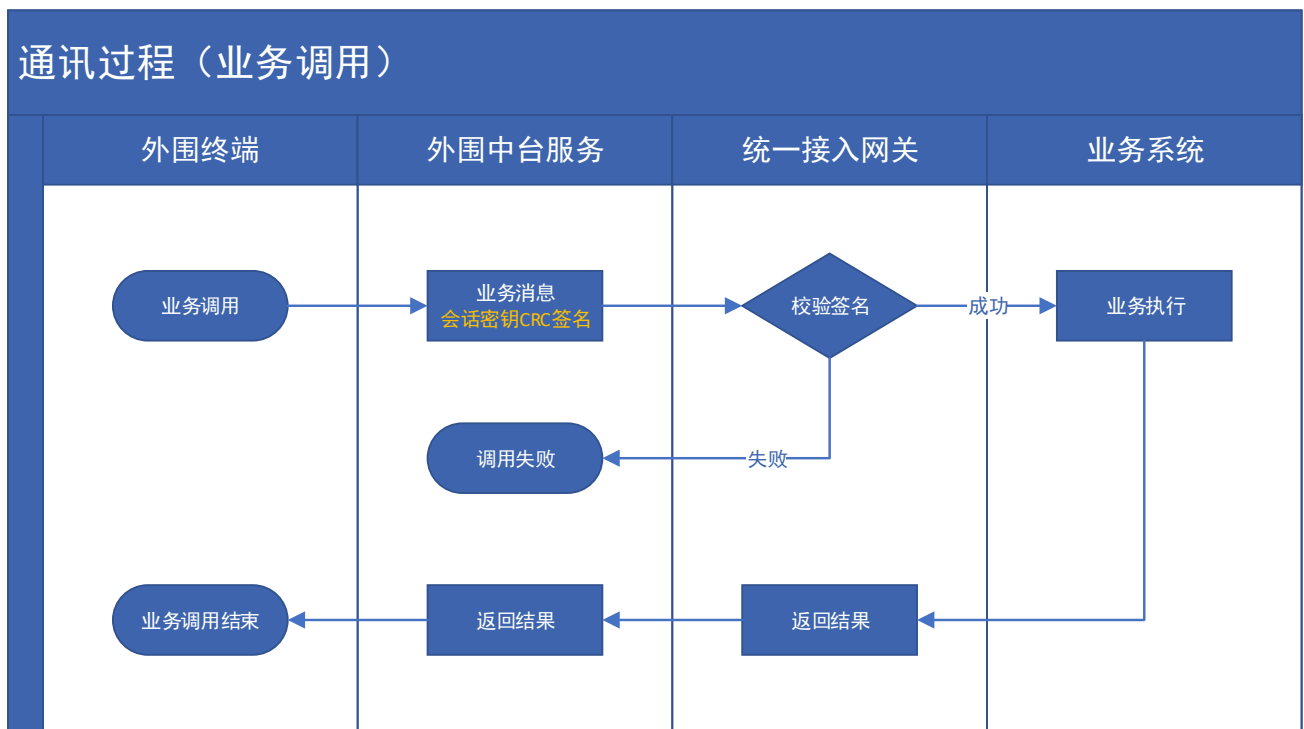 通讯过程（业务调用）
外围终端
外围中台服务
统一接入网关
业务系统
业务调用
业务消息
会话密钥CRC签名
校验签名
成功
业务执行
调用失败
失败
业务调用结束
返回结果
返回结果